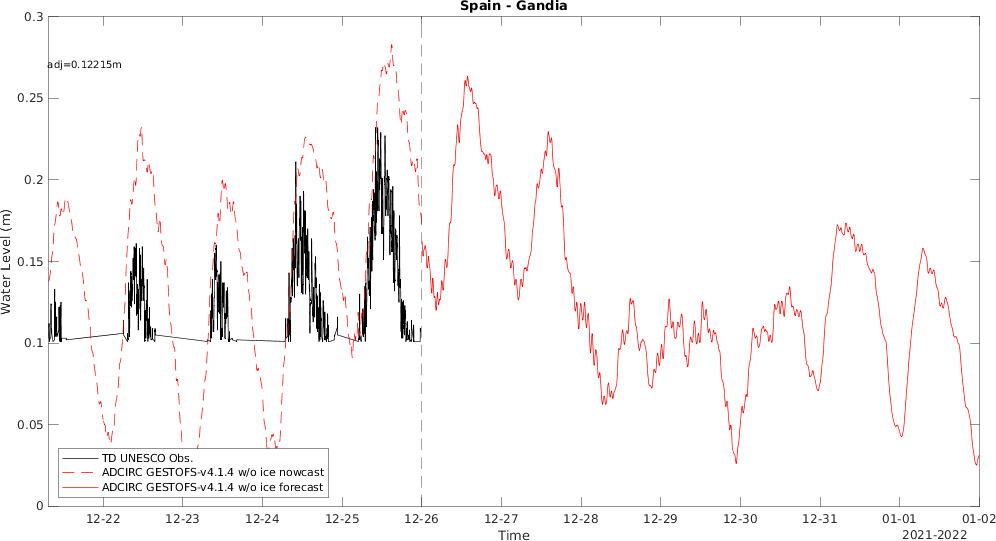 Spain - Gandia
adj=0.12215m
0.3
0.25
0.2
0.15
0.1
0.05
0
Water Level (m)
TD UNESCO Obs.
ADCIRC GESTOFS-v4.1.4 w/o ice nowcast
ADCIRC GESTOFS-v4.1.4 w/o ice forecast
12-22 12-23 12-24 12-25 12-26 12-27 12-28 12-29 12-30 12-31 01-01 01-02
Time
2021-2022